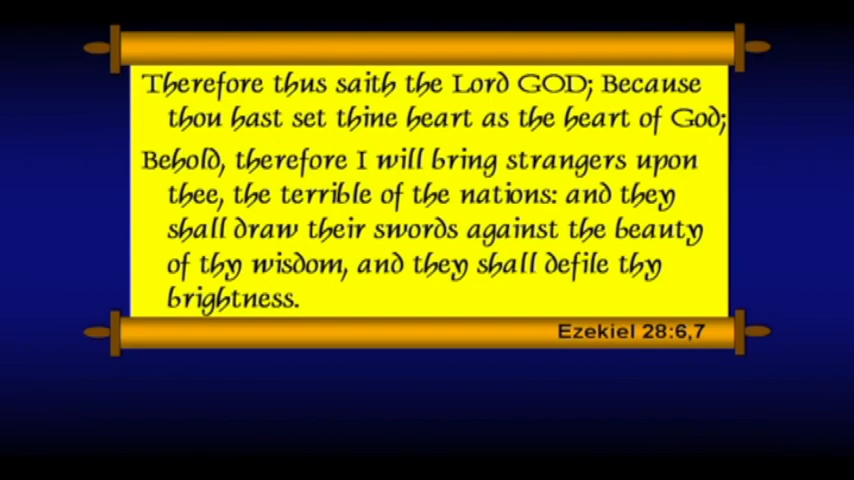 Therefore thus saith the Lord GOD; Because
thou hast set thine heart as the heart of God;
Behold, therefore I will bring strangers upon
thee, the terrible of the nations: and they
shall draw their swords against the beauty
of thy wisdom, and they shall defile thy
brightness.
Ezekiel 28:6,7